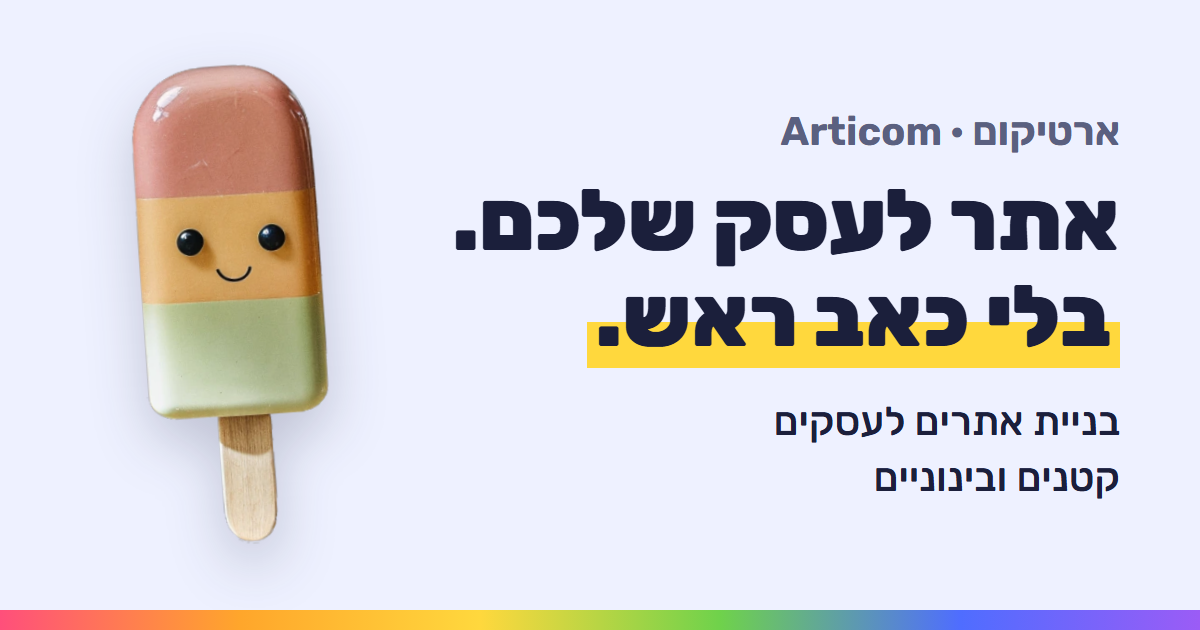 ארטיקום • Articom
אתר לעסק שלכם.
בלי כאב ראש.
בניית אתרים לעסקים
קטנים ובינוניים